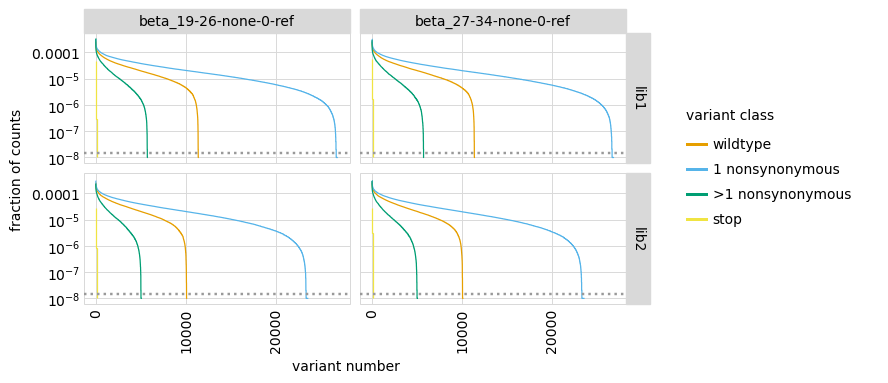 beta_19-26-none-0-ref
beta_27-34-none-0-ref
0.0001
10⁻⁵
10⁻⁶
10⁻⁷
10⁻⁸
lib1
0.0001
10⁻⁵
10⁻⁶
10⁻⁷
10⁻⁸
lib2
fraction of counts
0
10000
20000
0
10000
20000
variant number
variant class
wildtype
1 nonsynonymous
>1 nonsynonymous
stop